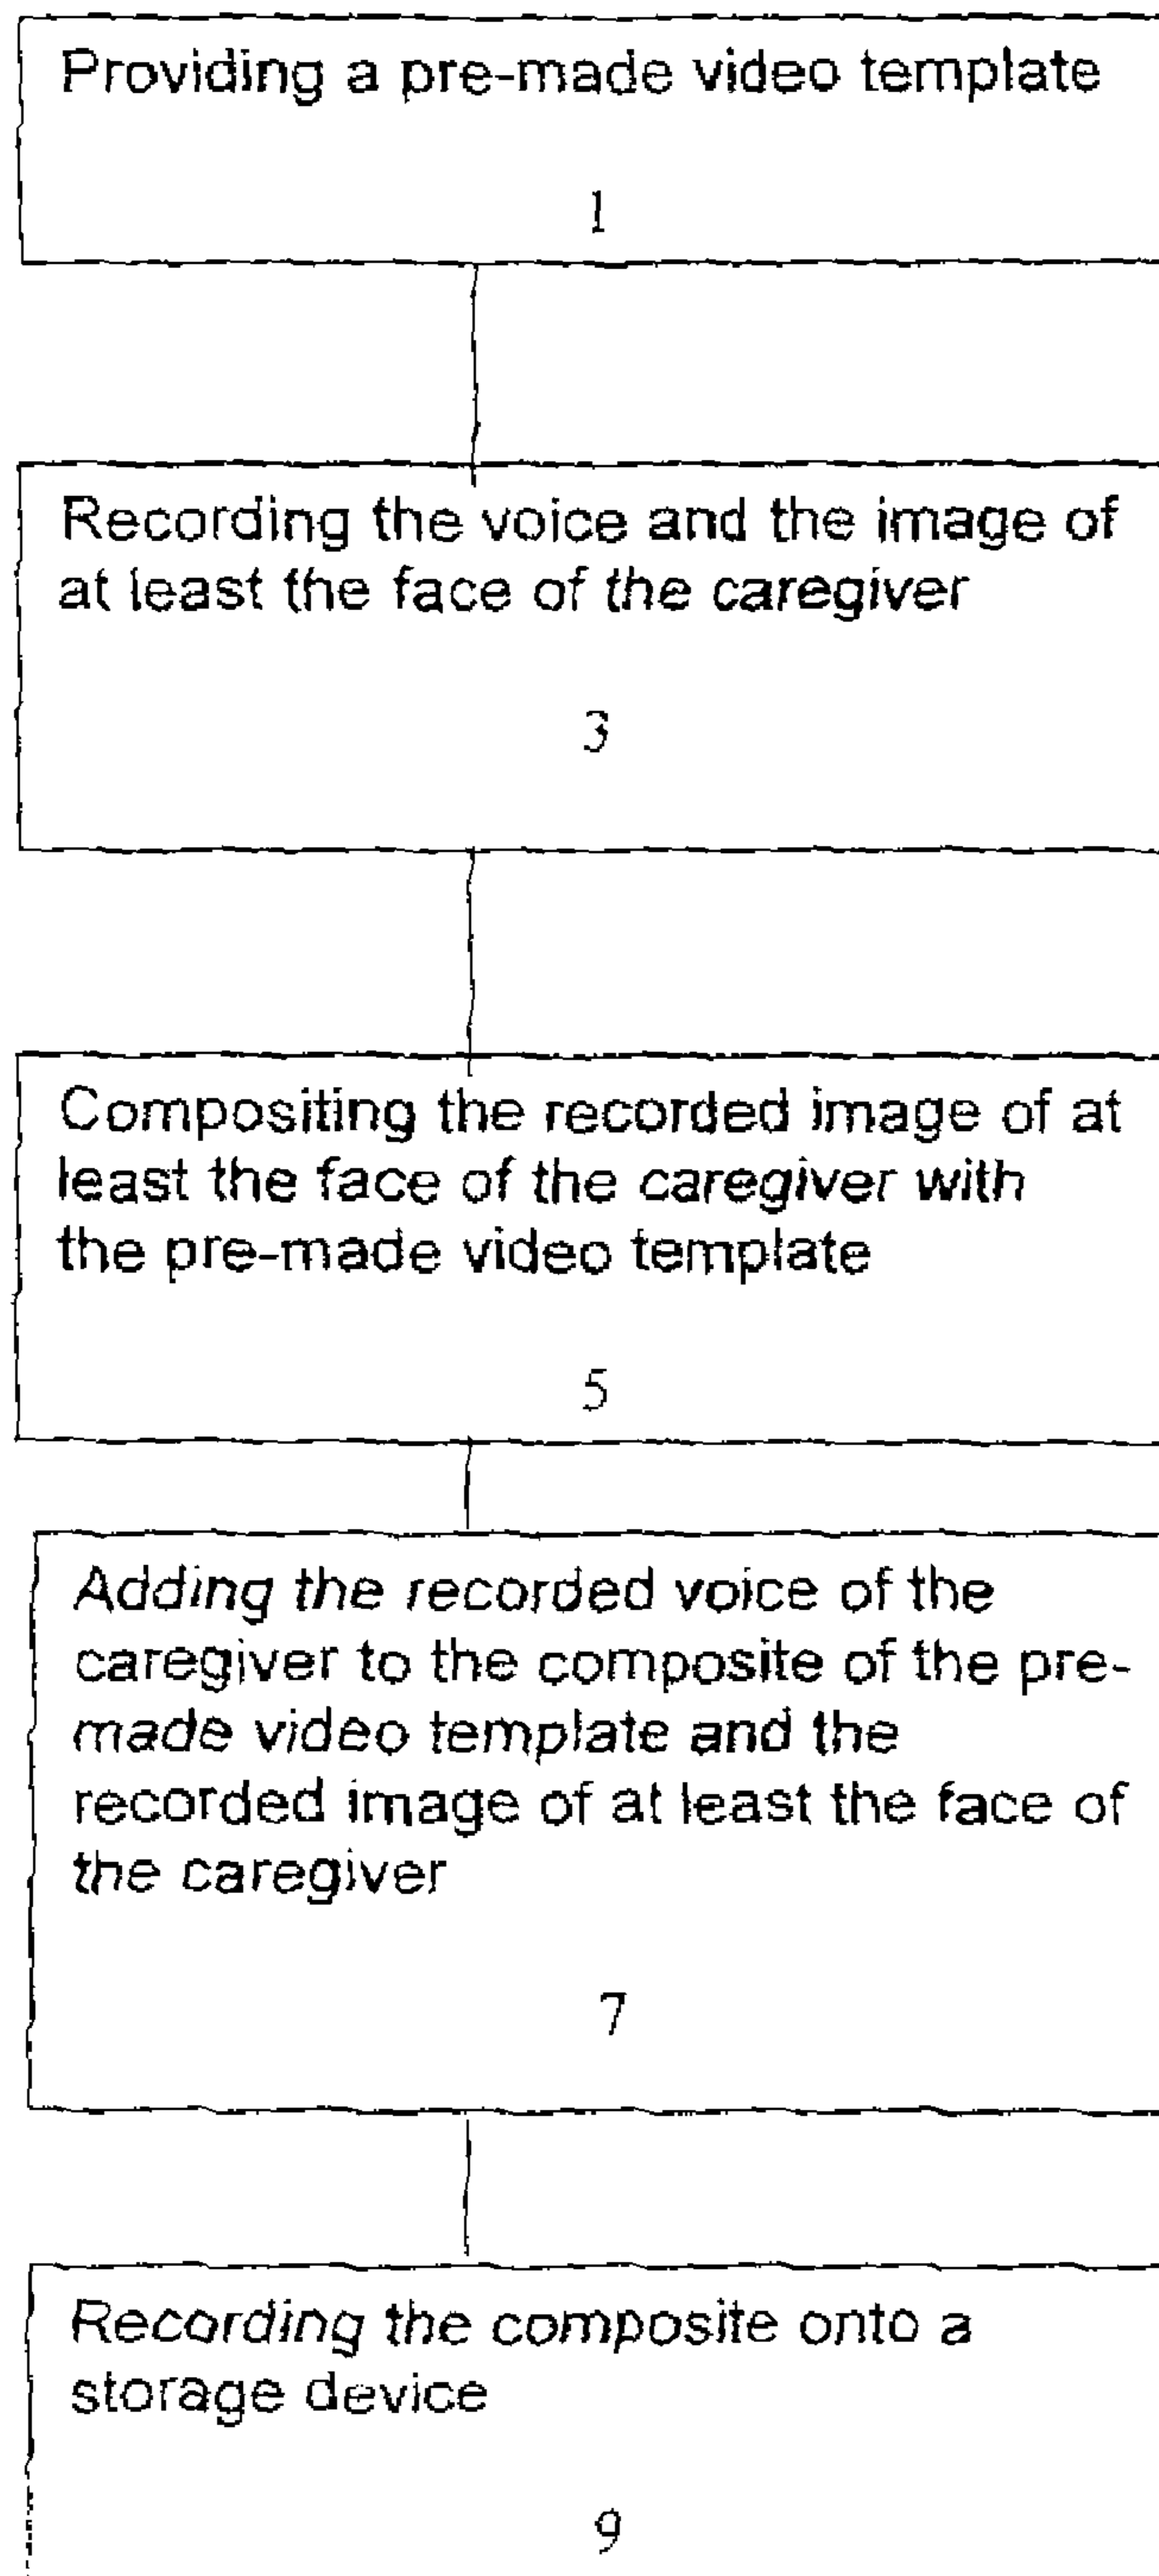 Providing a pre-made video template
1
Recording the voice and the image of
at least the face of the caregiver
3
Compositing the recorded image of at
least the face of the caregiver with
the pre-made video template
5
Adding the recorded voice of the
caregiver to the composite of the pre-
made video template and the
recorded image of at least the face of
the caregiver
7
Recording the composite onto a
storage device
9